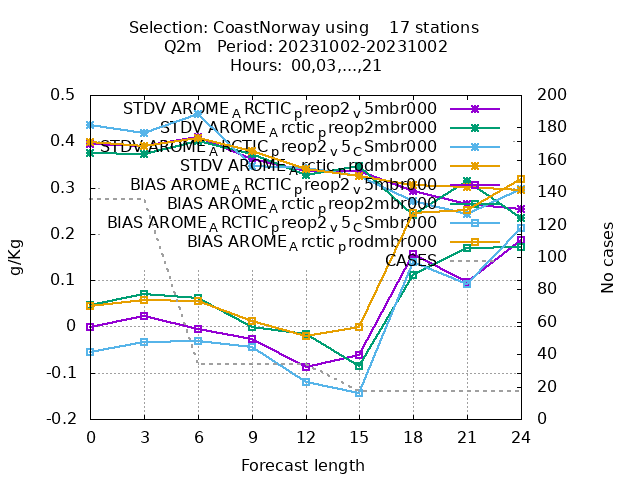 Selection: CoastNorway using    17 stations
Q2m   Period: 20231002-20231002
Hours:  00,03,...,21
0.5
0.4
0.3
0.2
0.1
0
-0.1
-0.2
g/Kg
STDV AROME_ARCTIC_preop2_v5mbr000
STDV AROME_Arctic_preop2mbr000
STDV AROME_ARCTIC_preop2_v5_CSmbr000
STDV AROME_Arctic_prodmbr000
BIAS AROME_ARCTIC_preop2_v5mbr000
BIAS AROME_Arctic_preop2mbr000
BIAS AROME_ARCTIC_preop2_v5_CSmbr000
BIAS AROME_Arctic_prodmbr000
CASES
200
180
160
140
120
100
80
60
40
20
0
No cases
0 3 6 9 12 15 18 21 24
Forecast length